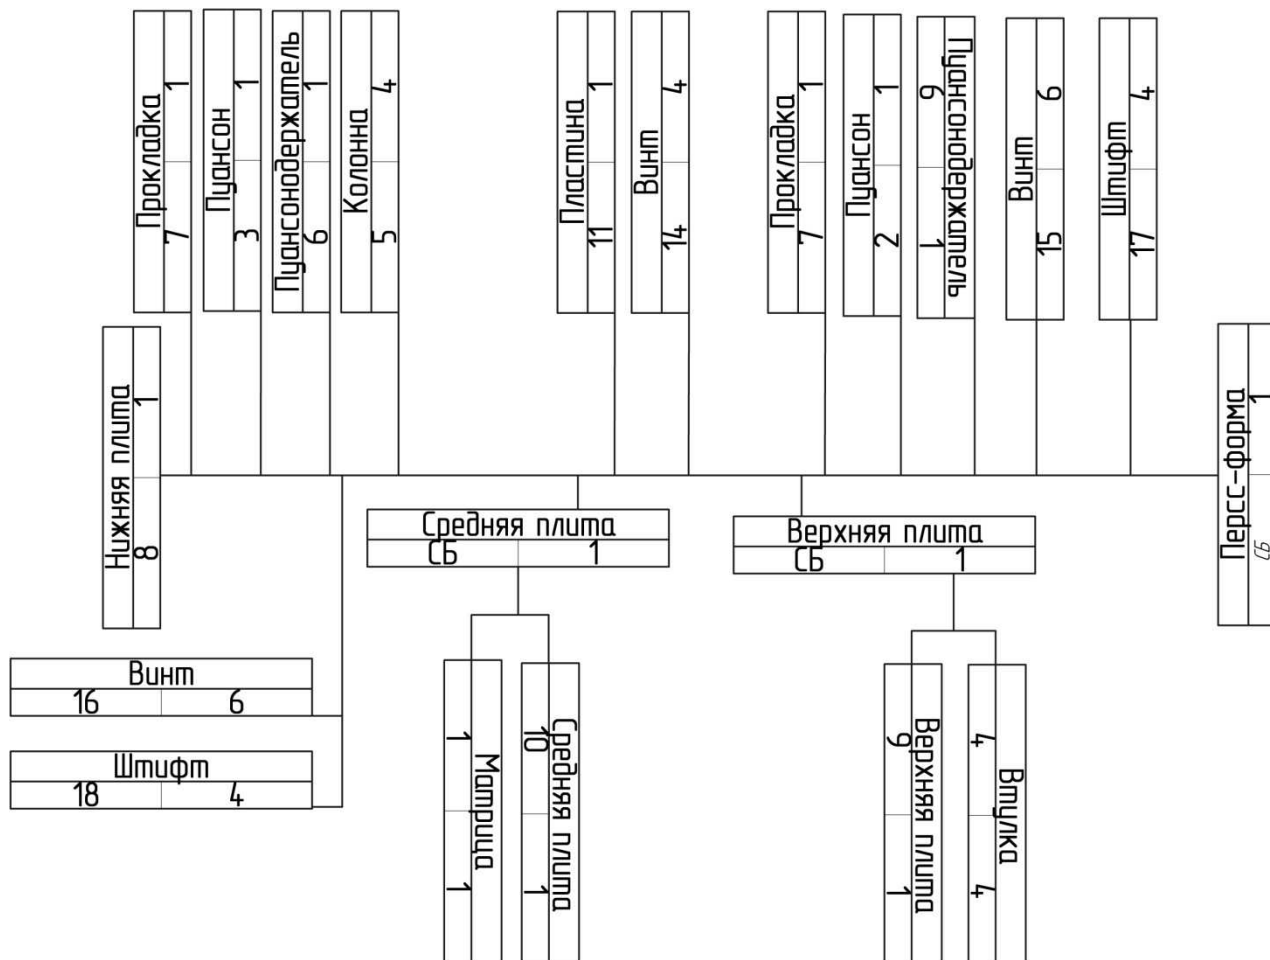 Прокладка
7 1
Пуансон
3 1
Пуансонодержатель
6 1
Колонна
5 4
Пластина
11 1
Винт
14 4
Прокладка
7 1
Пуансон
2 1
Пуансонодержатель
6 1
Винт
15 6
Штифт
17 4
Нижняя плита
8 1
Перссс-форма
СБ 1
Средняя плита
СБ 1
Верхняя плита
СБ 1
Винт
16 6
Штифт
18 4
Матрица
1 1
Средняя плита
10 1
Верхняя плита
9 1
Втулка
4 4